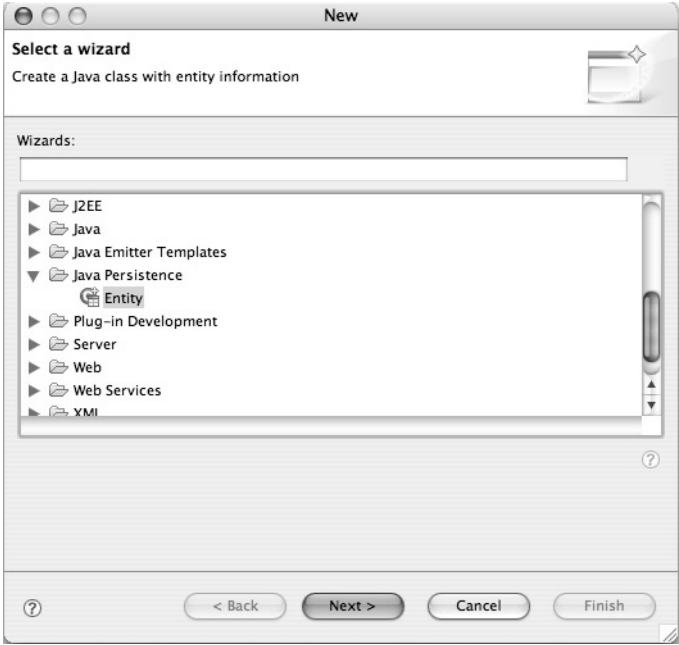 New
Select a wizard
Create a Java class with entity information
Wizards:
J2EE
Java
Java Emitter Templates
Java Persistence
Entity
Plug-in Development
Server
Web
Web Services
XML
?
? < Back Next > Cancel Finish